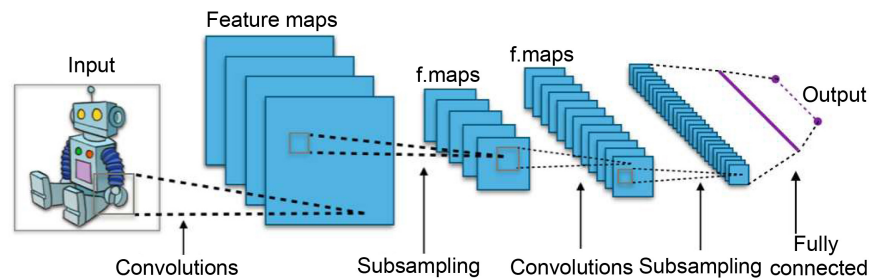 Feature maps
Input
f.maps
f.maps
Output
Convolutions
Subsampling
Convolutions
Subsampling
Fully
connected